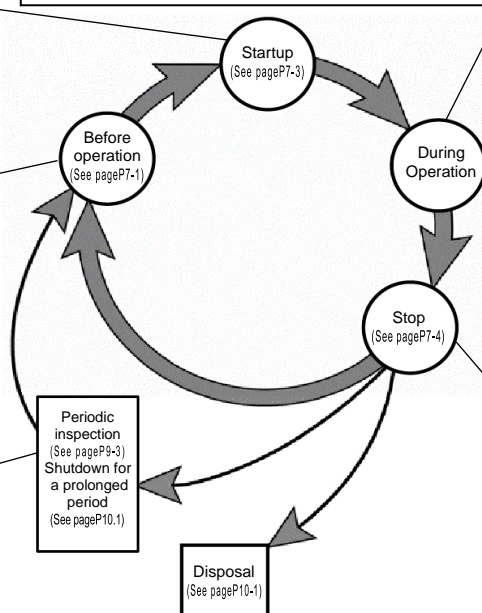 Startup
(See pageP7-3)
Before
operation
(See pageP7-1)
During
Operation
Stop
(See pageP7-4)
Periodic
inspection
(See pageP9-3)
Shutdown for
a prolonged
period
(See pageP10.1)
Disposal
(See pageP10-1)